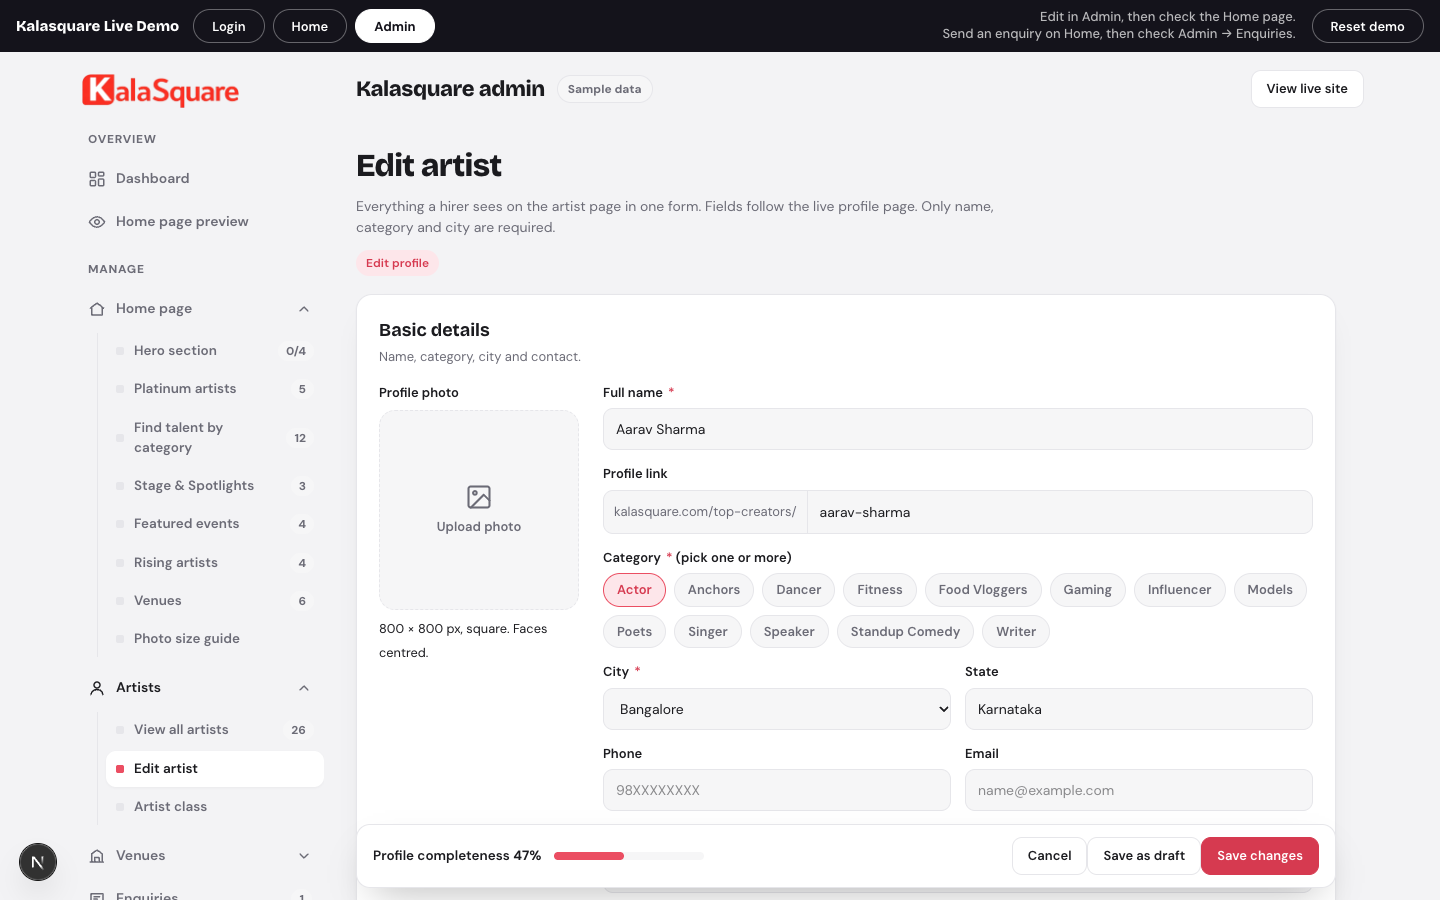 Kalasquare Live Demo
Login
Home
Admin
Edit in Admin, then check the Home page.
Send an enquiry on Home, then check Admin → Enquiries.
Reset demo
KalaSquare
OVERVIEW
Dashboard
Home page preview
MANAGE
Home page
Hero section 0/4
Platinum artists 5
Find talent by
category 12
Stage & Spotlights 3
Featured events 4
Rising artists 4
Venues 6
Photo size guide
Artists
View all artists 26
Edit artist
Artist class
Venues
Enquiries 1
N
Kalasquare admin
Sample data
View live site
Edit artist
Everything a hirer sees on the artist page in one form. Fields follow the live profile page. Only name,
category and city are required.
Edit profile
Basic details
Name, category, city and contact.
Profile photo
Upload photo
800 × 800 px, square. Faces
centred.
Full name *
Aarav Sharma
Profile link
kalasquare.com/top-creators/ aarav-sharma
Category * (pick one or more)
Actor Anchors Dancer Fitness Food Vloggers Gaming Influencer Models
Poets Singer Speaker Standup Comedy Writer
City * State
Bangalore Karnataka
Phone Email
98XXXXXXXX name@example.com
Profile completeness 47%
Cancel Save as draft Save changes